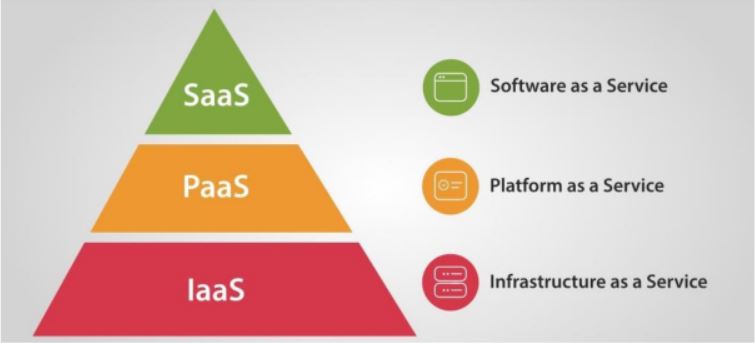 SaaS
Software as a Service
PaaS
Platform as a Service
IaaS
Infrastructure as a Service